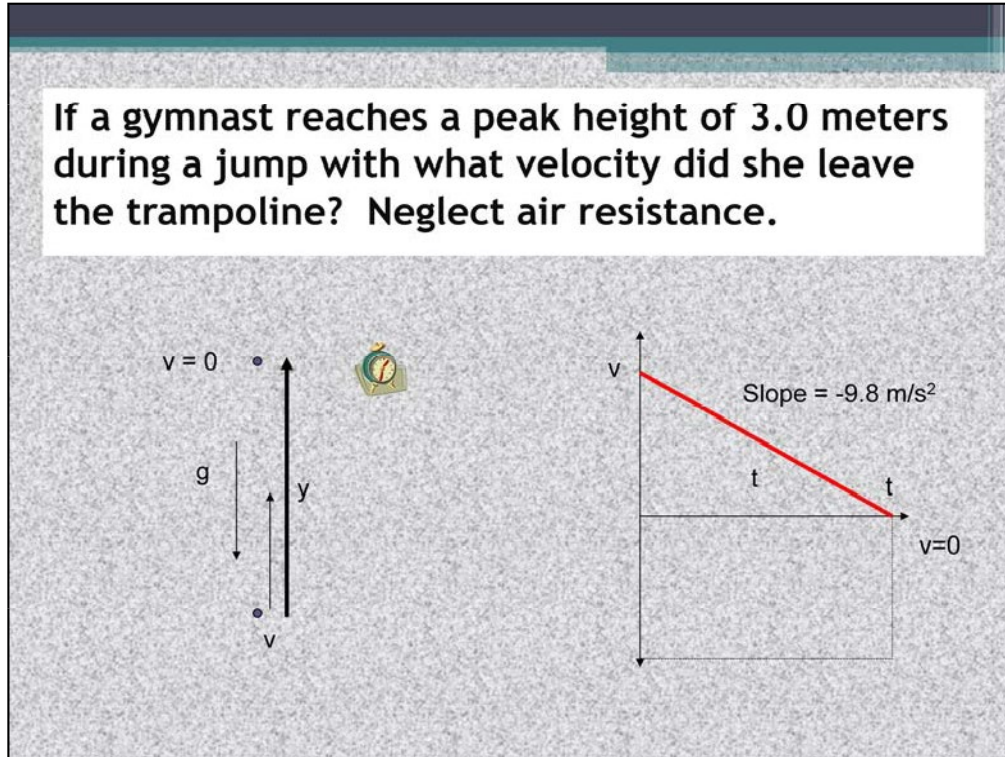 If a gymnast reaches a peak height of 3.0 meters
during a jump with what velocity did she leave
the trampoline?  Neglect air resistance.
v = 0
g
y
v
v
Slope = -9.8 m/s²
t
t
v=0